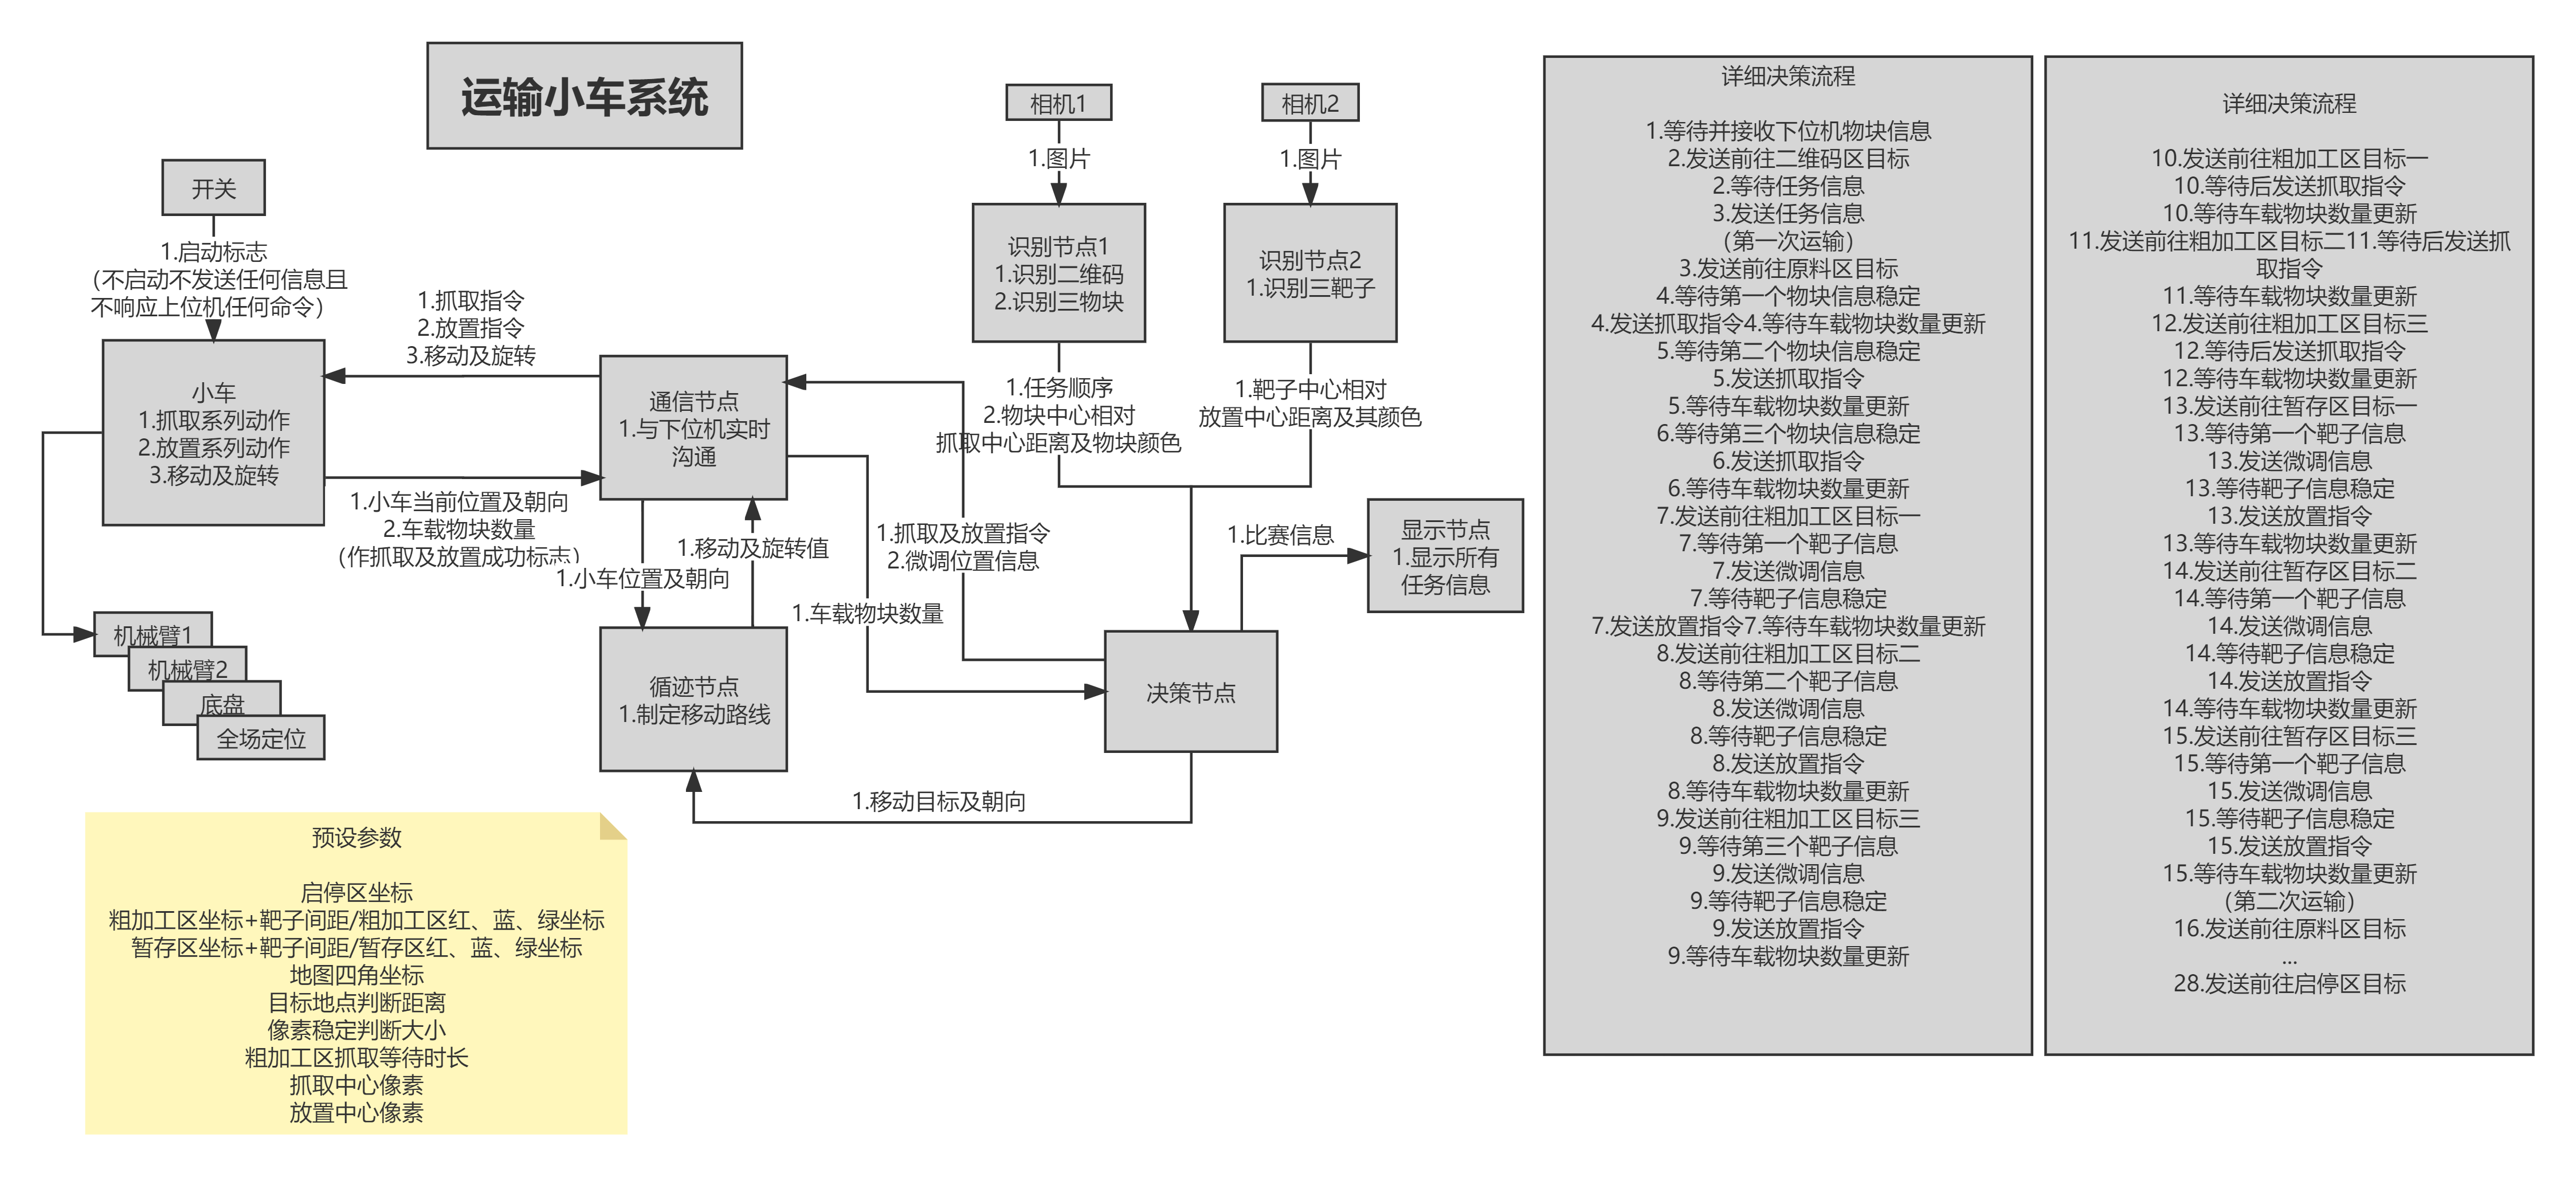 运输小车系统
开关
1.启动标志
（不启动不发送任何信息且
不响应上位机任何命令）
小车
1.抓取系列动作
2.放置系列动作
3.移动及旋转
1.抓取指令
2.放置指令
3.移动及旋转
1.小车当前位置及朝向
2.车载物块数量
（作抓取及放置成功标志）
机械臂1
机械臂2
底盘
全场定位
通信节点
1.与下位机实时
沟通
1.小车位置及朝向
1.移动及旋转值
循迹节点
1.制定移动路线
相机1
1.图片
识别节点1
1.识别二维码
2.识别三物块
1.任务顺序
2.物块中心相对
抓取中心距离及物块颜色
相机2
1.图片
识别节点2
1.识别三靶子
1.靶子中心相对
放置中心距离及其颜色
1.抓取及放置指令
2.微调位置信息
1.车载物块数量
1.比赛信息
显示节点
1.显示所有
任务信息
决策节点
1.移动目标及朝向
预设参数
启停区坐标
粗加工区坐标+靶子间距/粗加工区红、蓝、绿坐标
暂存区坐标+靶子间距/暂存区红、蓝、绿坐标
地图四角坐标
目标地点判断距离
像素稳定判断大小
粗加工区抓取等待时长
抓取中心像素
放置中心像素
详细决策流程
1.等待并接收下位机物块信息
2.发送前往二维码区目标
2.等待任务信息
3.发送任务信息
（第一次运输）
3.发送前往原料区目标
4.等待第一个物块信息稳定
4.发送抓取指令4.等待车载物块数量更新
5.等待第二个物块信息稳定
5.发送抓取指令
5.等待车载物块数量更新
6.等待第三个物块信息稳定
6.发送抓取指令
6.等待车载物块数量更新
7.发送前往粗加工区目标一
7.等待第一个靶子信息
7.发送微调信息
7.等待靶子信息稳定
7.发送放置指令7.等待车载物块数量更新
8.发送前往粗加工区目标二
8.等待第二个靶子信息
8.发送微调信息
8.等待靶子信息稳定
8.发送放置指令
8.等待车载物块数量更新
9.发送前往粗加工区目标三
9.等待第三个靶子信息
9.发送微调信息
9.等待靶子信息稳定
9.发送放置指令
9.等待车载物块数量更新
详细决策流程
10.发送前往粗加工区目标一
10.等待后发送抓取指令
10.等待车载物块数量更新
11.发送前往粗加工区目标二11.等待后发送抓
取指令
11.等待车载物块数量更新
12.发送前往粗加工区目标三
12.等待后发送抓取指令
12.等待车载物块数量更新
13.发送前往暂存区目标一
13.等待第一个靶子信息
13.发送微调信息
13.等待靶子信息稳定
13.发送放置指令
13.等待车载物块数量更新
14.发送前往暂存区目标二
14.等待第一个靶子信息
14.发送微调信息
14.等待靶子信息稳定
14.发送放置指令
14.等待车载物块数量更新
15.发送前往暂存区目标三
15.等待第一个靶子信息
15.发送微调信息
15.等待靶子信息稳定
15.发送放置指令
15.等待车载物块数量更新
（第二次运输）
16.发送前往原料区目标
...
28.发送前往启停区目标